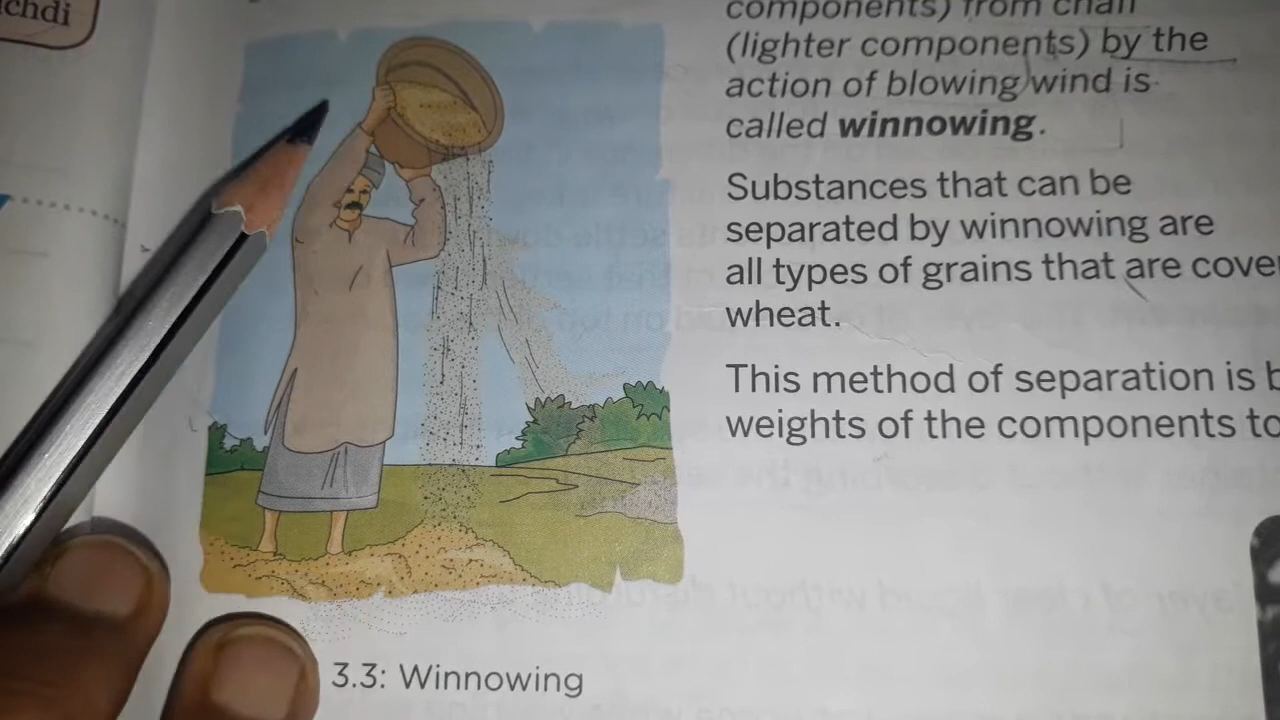 components) from chaff
(lighter components) by the
action of blowing wind is
called winnowing.
Substances that can be
separated by winnowing are
all types of grains that are
wheat.
This method of separation is
weights of the components to
3.3: Winnowing